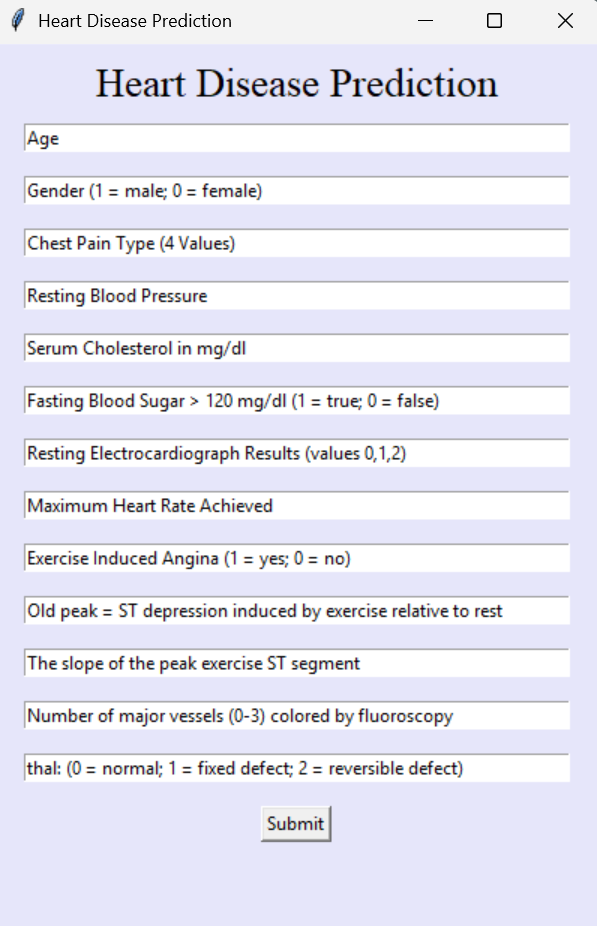 Heart Disease Prediction
Heart Disease Prediction
Age
Gender (1 = male; 0 = female)
Chest Pain Type (4 Values)
Resting Blood Pressure
Serum Cholesterol in mg/dl
Fasting Blood Sugar > 120 mg/dl (1 = true; 0 = false)
Resting Electrocardiograph Results (values 0,1,2)
Maximum Heart Rate Achieved
Exercise Induced Angina (1 = yes; 0 = no)
Old peak = ST depression induced by exercise relative to rest
The slope of the peak exercise ST segment
Number of major vessels (0-3) colored by fluoroscopy
thal: (0 = normal; 1 = fixed defect; 2 = reversible defect)
Submit